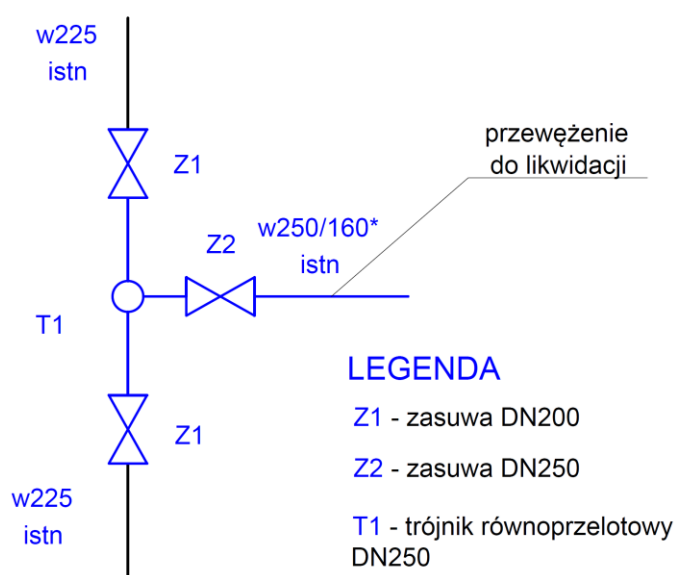 w225
istn
Z1
przewężenie
do likwidacji
w250/160*
istn
Z2
T1
Z1
w225
istn
LEGENDA
Z1 - zasuwa DN200
Z2 - zasuwa DN250
T1 - trójnik równoprzelotowy
DN250